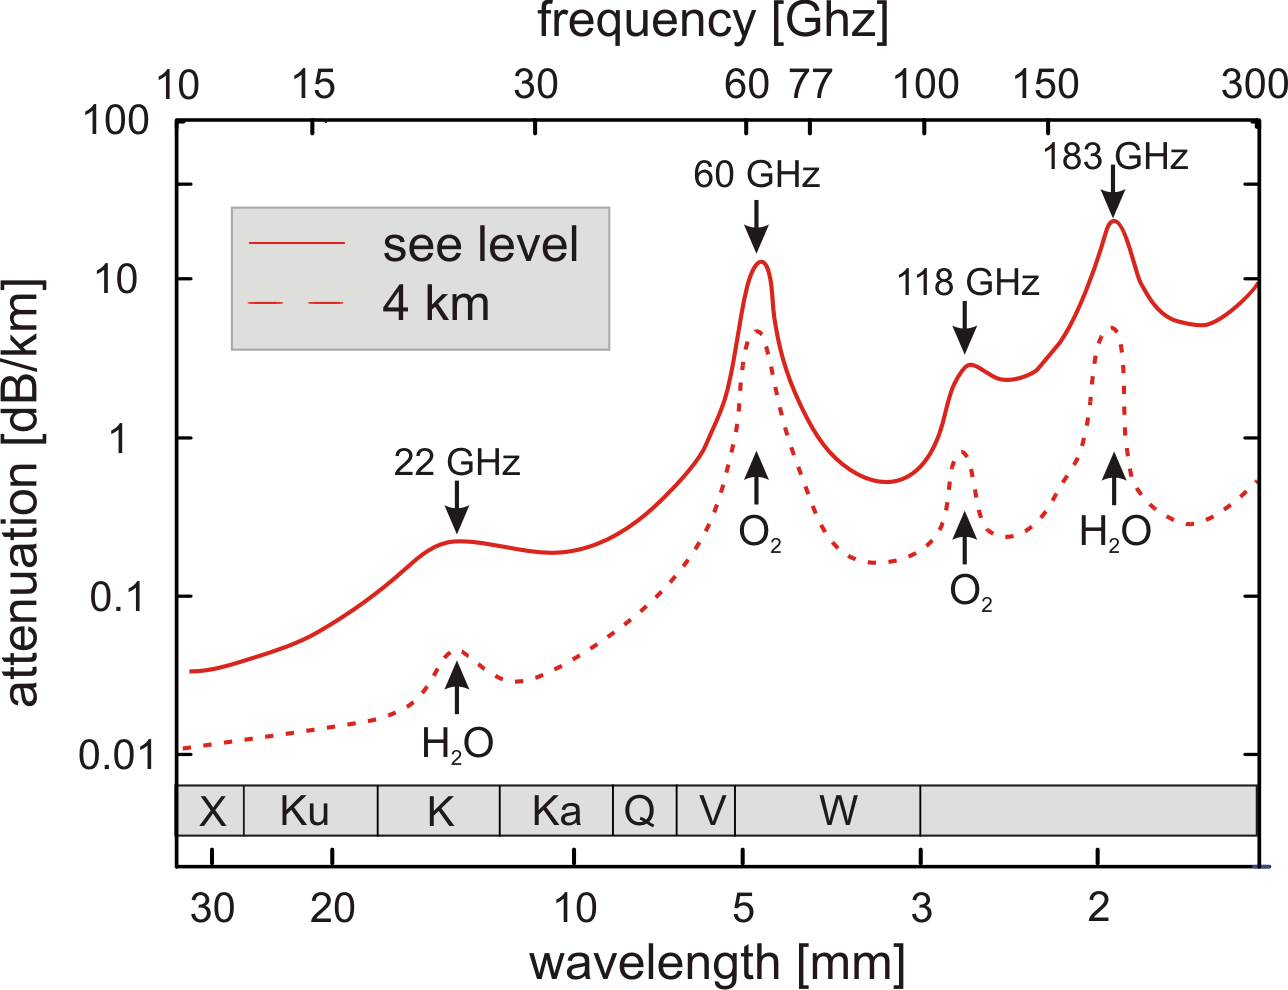 frequency [Ghz]
10 15 30 60 77 100 150 300
100
10
1
0.1
0.01
attenuation [dB/km]
see level
4 km
183 GHz
60 GHz
118 GHz
22 GHz
O2
H2O
O2
H2O
X Ku K Ka Q V W
30 20 10 5 3 2
wavelength [mm]